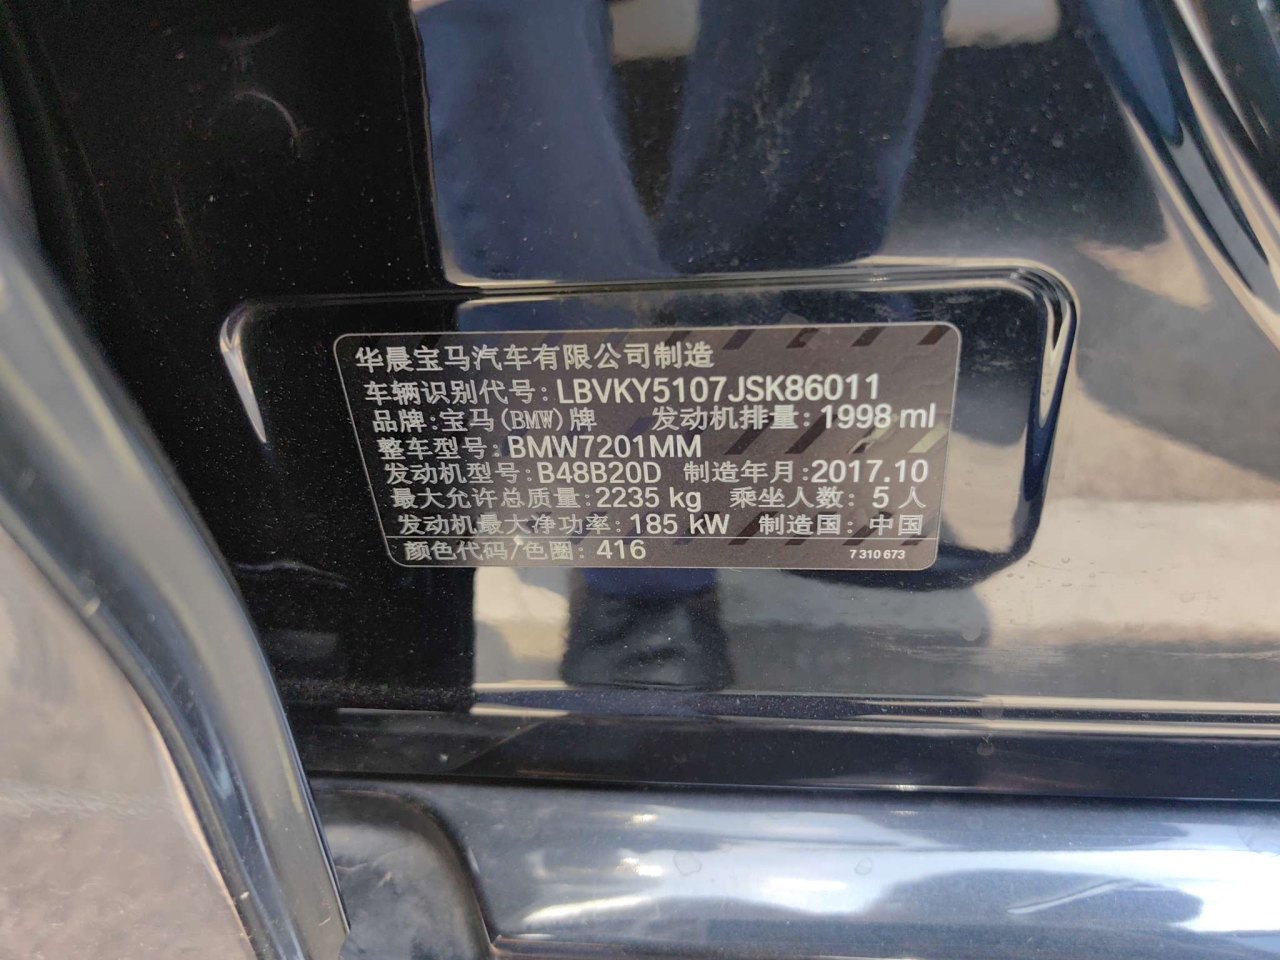 华晨宝马汽车有限公司制造
车辆识别代号: LBVKY5107JSK86011
品牌: 宝马(BMW)牌 发动机排量: 1998 ml
整车型号: BMW7201MM
发动机型号: B48B20D 制造年月: 2017.10
最大允许总质量: 2235 kg 乘坐人数: 5 人
发动机最大净功率: 185 kW 制造国: 中国
颜色代码/色圈: 416 7 310 673